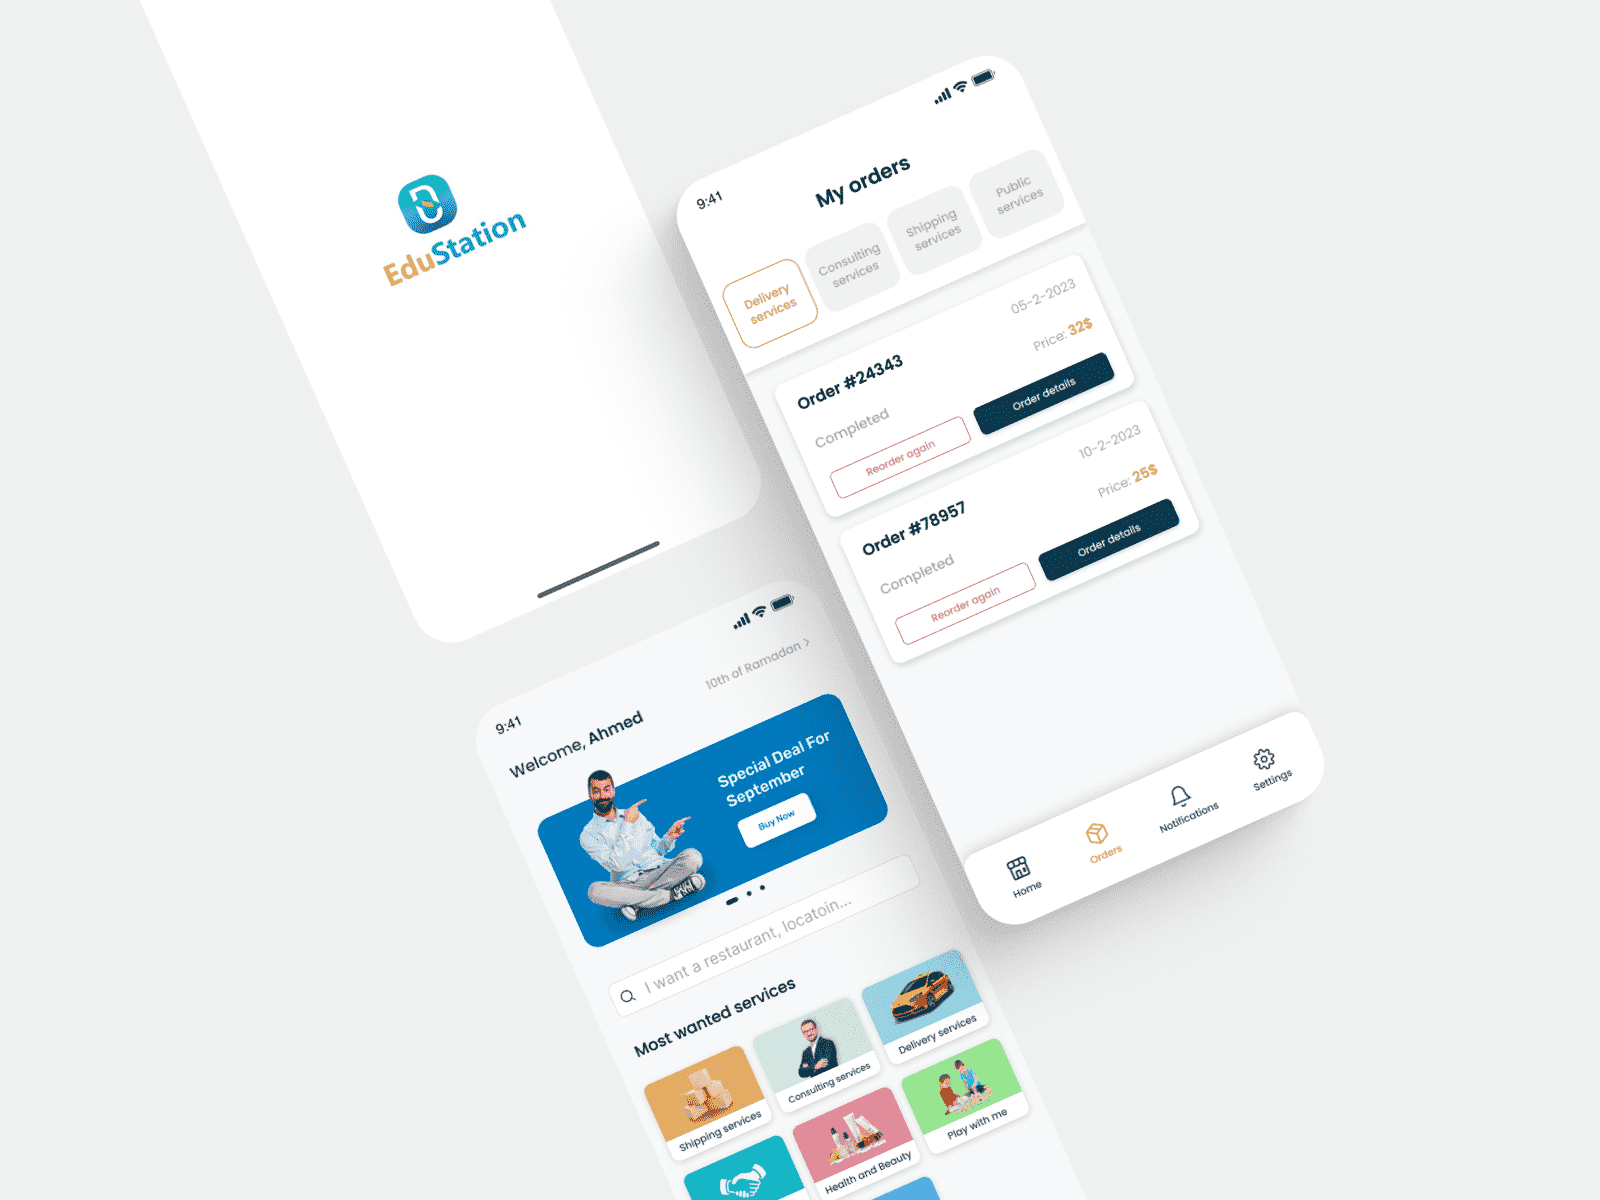 EduStation
9:41
My orders
Delivery
services
Consulting
services
Shipping
services
Public
services
Order #24343
05-2-2023
Completed
Price: 32$
Reorder again
Order details
Order #78957
10-2-2023
Completed
Price: 25$
Reorder again
Order details
Home
Orders
Notifications
Settings
9:41
Welcome, Ahmed
10th of Ramadan >
Special Deal For
September
Buy Now
I want a restaurant, locatoin...
Most wanted services
Shipping services
Consulting services
Delivery services
Health and Beauty
Play with me